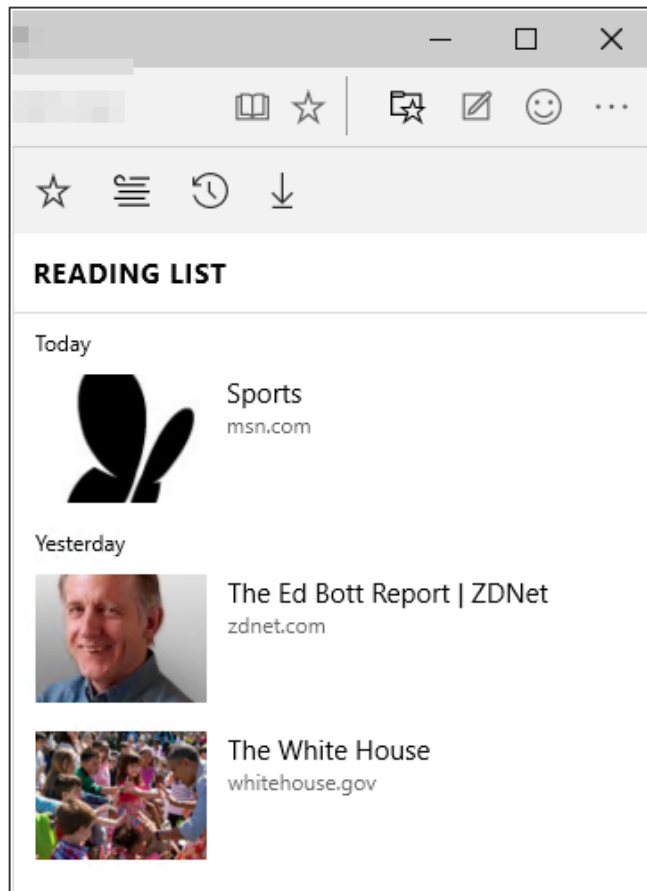 READING LIST
Today
Sports
msn.com
Yesterday
The Ed Bott Report | ZDNet
zdnet.com
The White House
whitehouse.gov